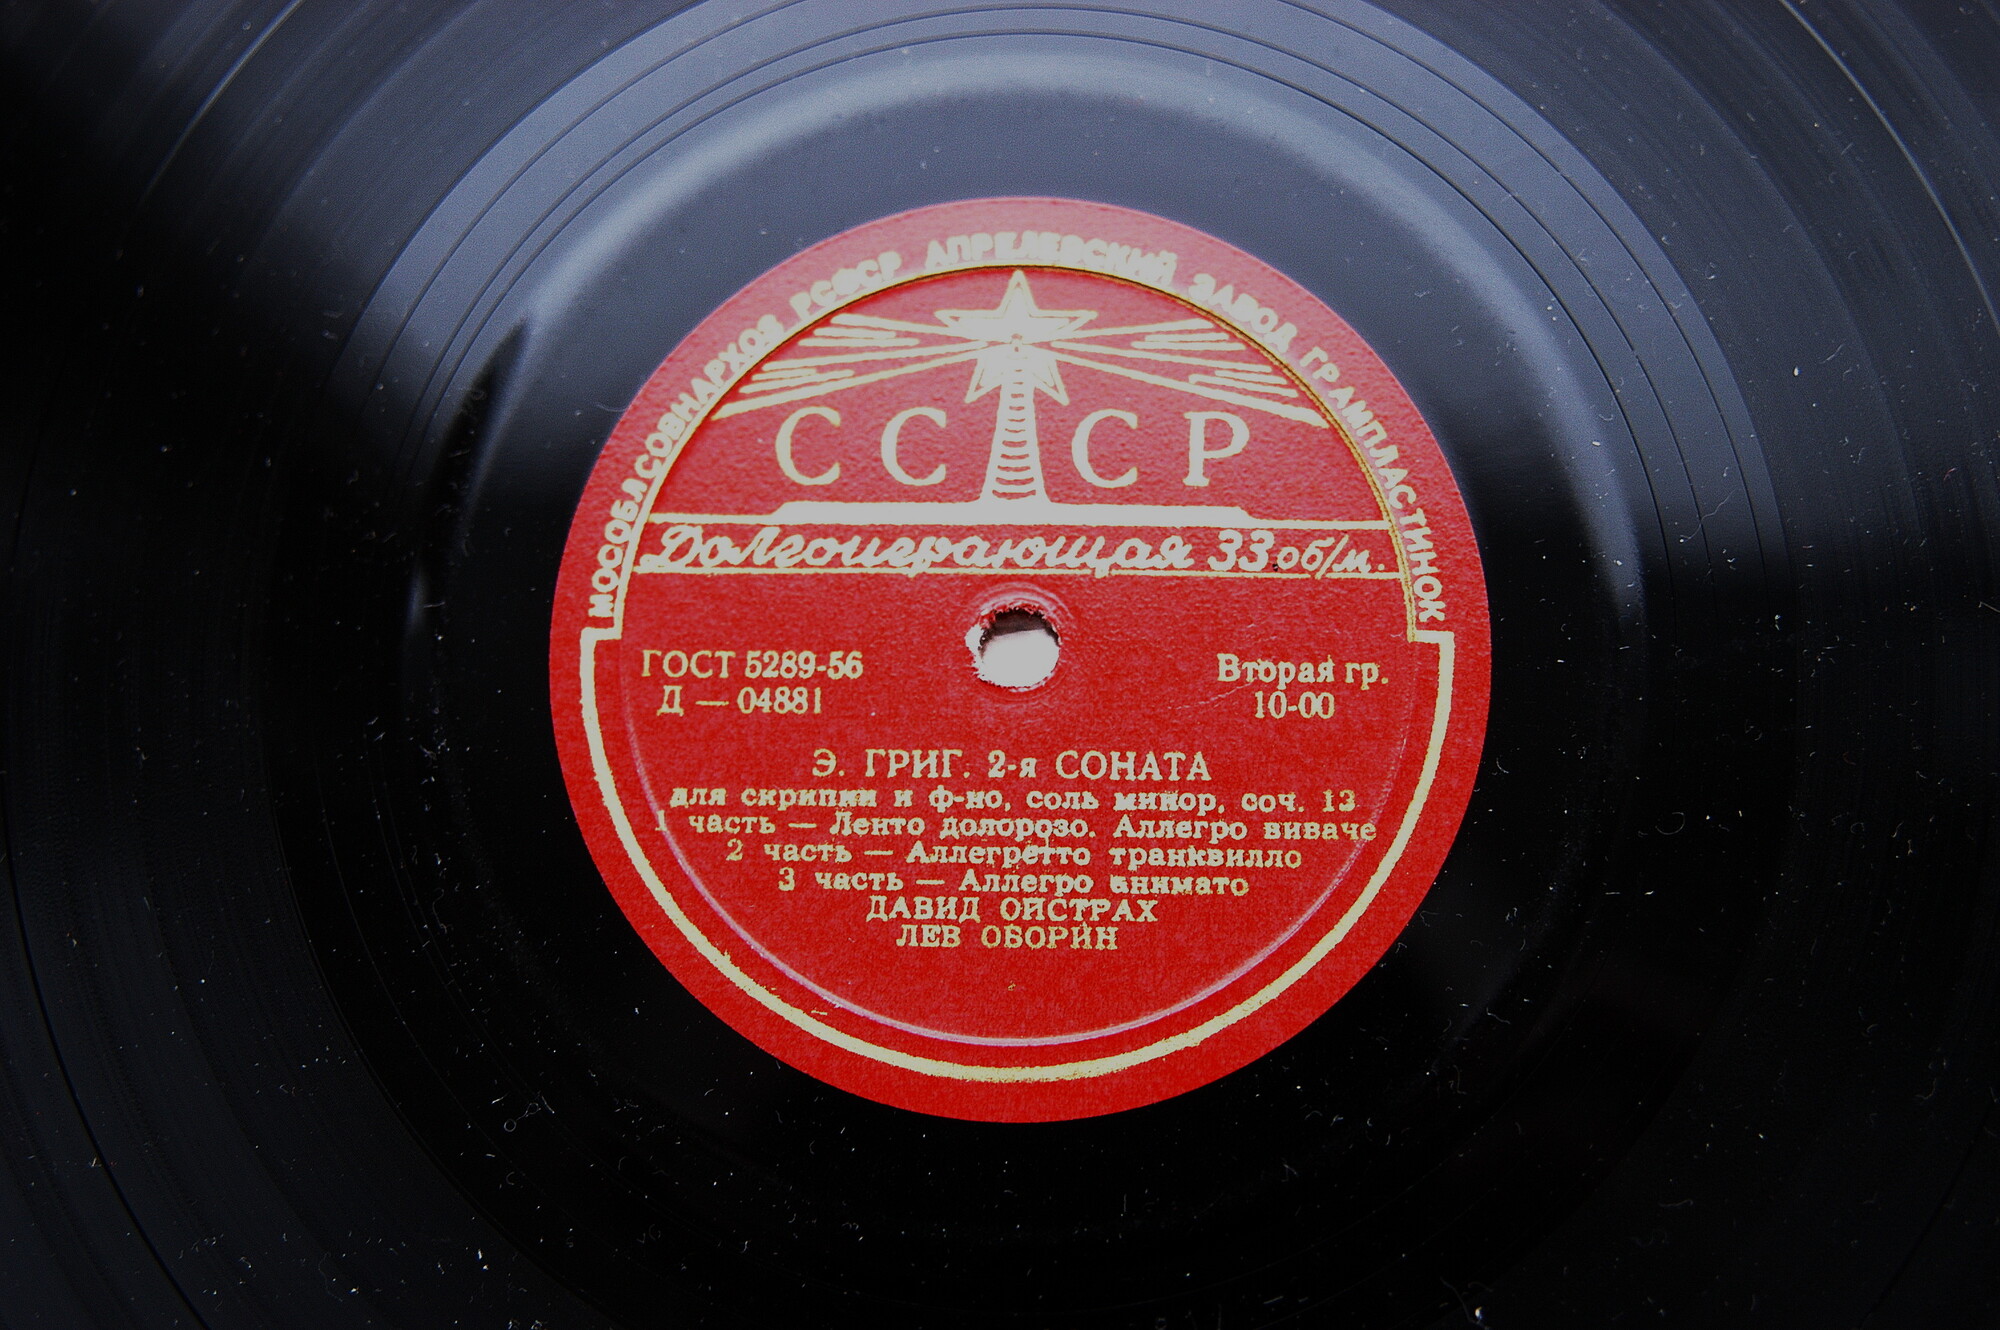 МОСОБЛСОВНАРХОЗ РСФСР АПРЕЛЕВСКИЙ ЗАВОД ГРАМПЛАСТИНОК
СССР
Долгоиграющая 33 об/м.
ГОСТ 5289-56
Д — 04881
Вторая гр.
10-00
Э. ГРИГ. 2-я СОНАТА
для скрипки и ф-но, соль минор, соч. 13
1 часть — Ленто долорозо. Аллегро виваче
2 часть — Аллегретто транквилло
3 часть — Аллегро анимато
ДАВИД ОЙСТРАХ
ЛЕВ ОБОРИН